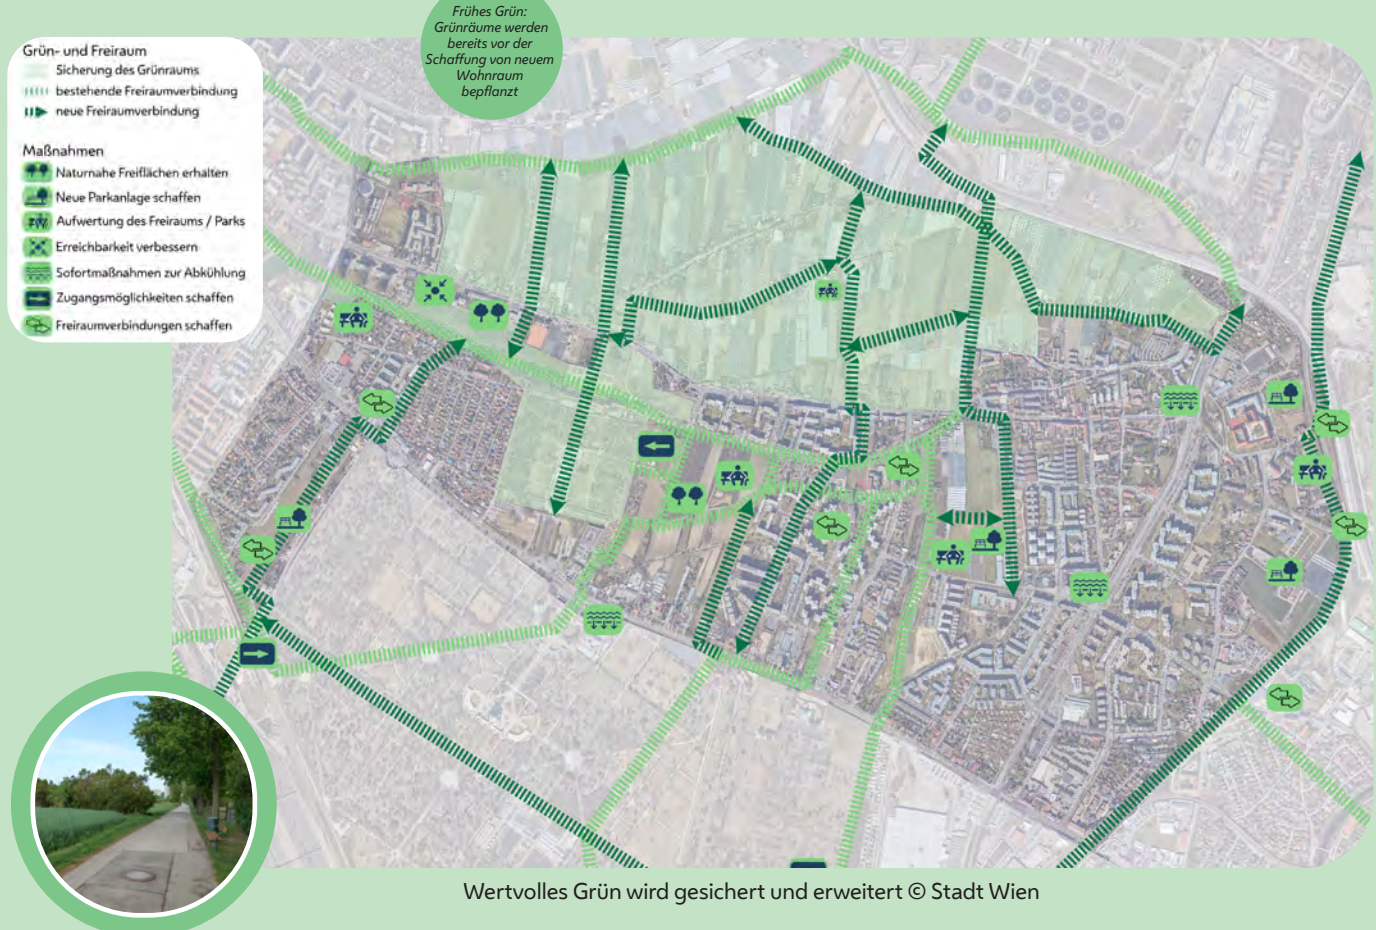 Frühes Grün:
Grünräume werden
bereits vor der
Schaffung von neuem
Wohnraum
bepflanzt
Grün- und Freiraum
Sicherung des Grünraums
bestehende Freiraumverbindung
neue Freiraumverbindung
Maßnahmen
Naturnahe Freiflächen erhalten
Neue Parkanlage schaffen
Aufwertung des Freiraums / Parks
Erreichbarkeit verbessern
Sofortmaßnahmen zur Abkühlung
Zugangsmöglichkeiten schaffen
Freiraumverbindungen schaffen
Wertvolles Grün wird gesichert und erweitert © Stadt Wien